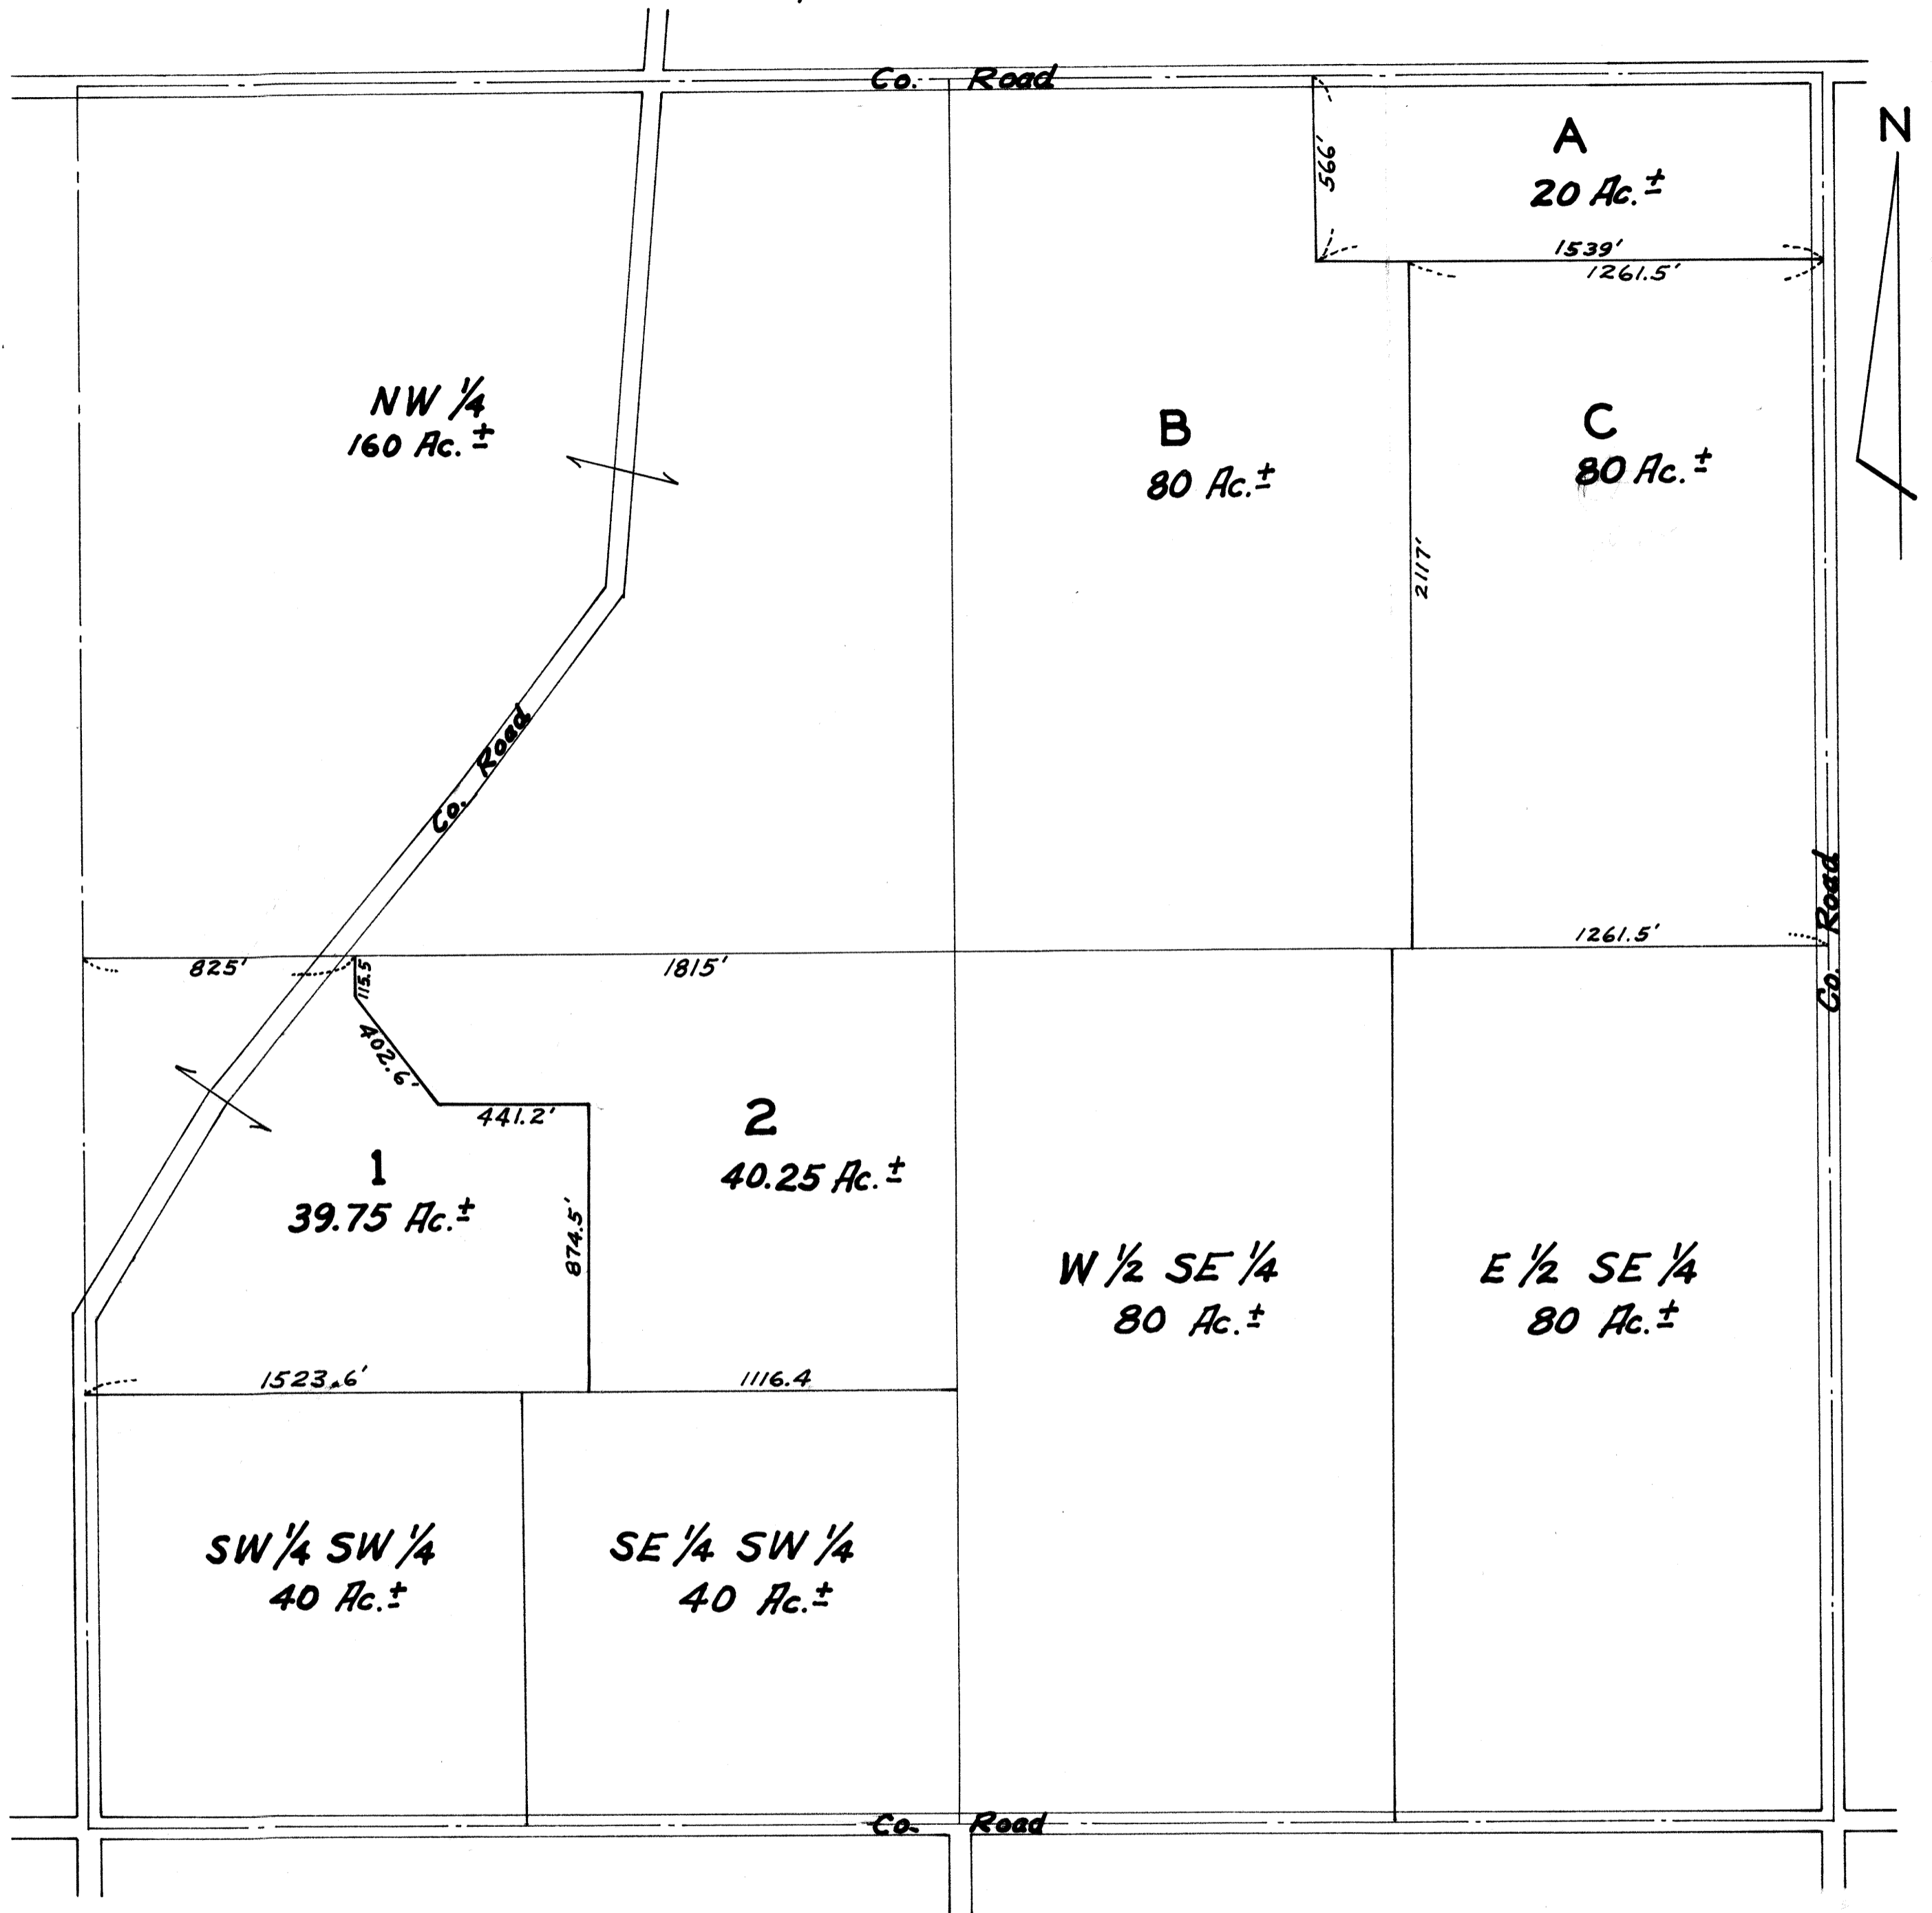 Co. Road
N
A
20 Ac.±
566'
1539'
1261.5'
NW 1/4
160 Ac.±
B
80 Ac.±
C
80 Ac.±
2117'
Co. Road
Co. Road
1261.5'
825'
1815'
115.5
402.6'
441.2'
2
40.25 Ac.±
1
39.75 Ac.±
874.5'
W 1/2 SE 1/4
80 Ac.±
E 1/2 SE 1/4
80 Ac.±
1523.6'
1116.4
SW 1/4 SW 1/4
40 Ac.±
SE 1/4 SW 1/4
40 Ac.±
Co. Road